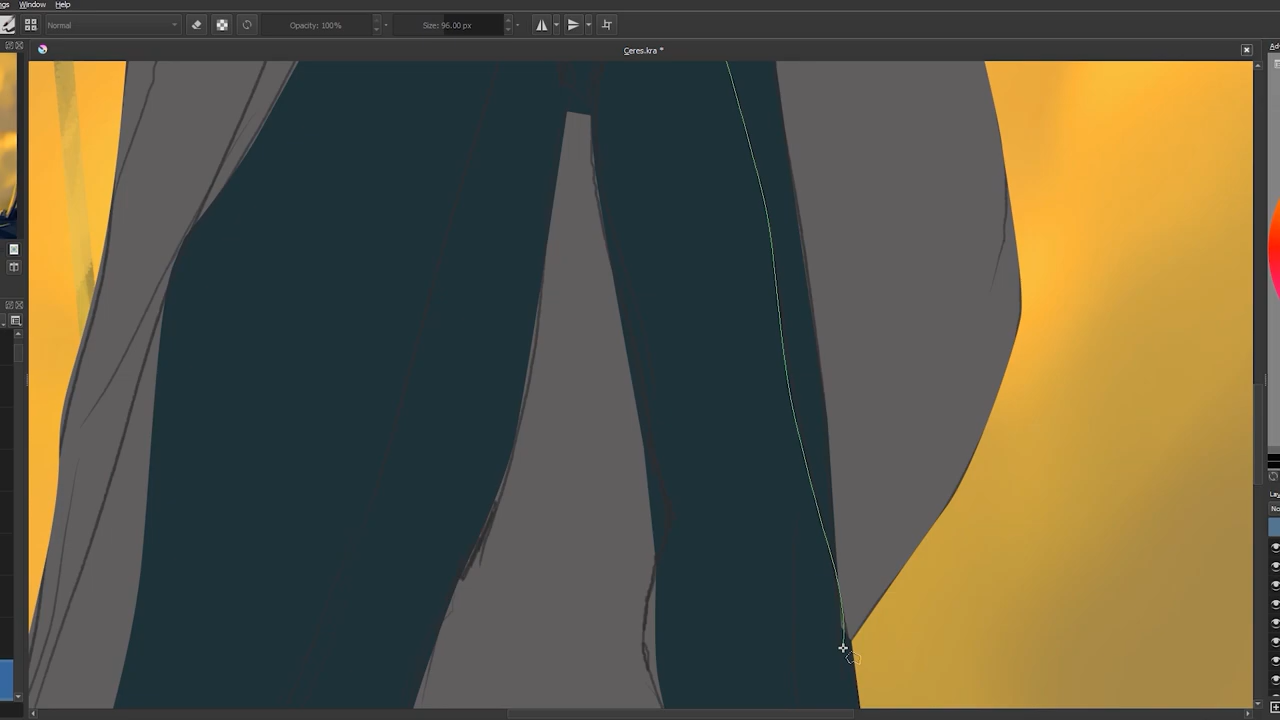 Window Help
Normal
Opacity: 100%
Size: 96.00 px
Ceres.kra *